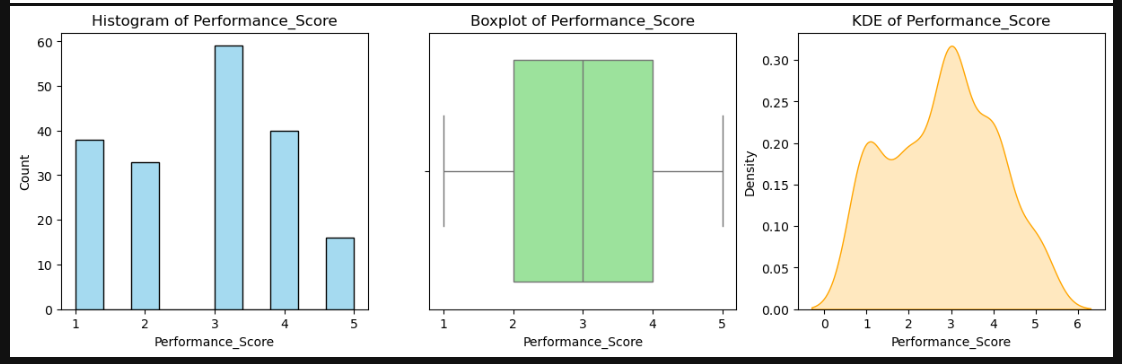 Histogram of Performance_Score
60
50
40
30
20
10
0
Count
1 2 3 4 5
Performance_Score
Boxplot of Performance_Score
1 2 3 4 5
Performance_Score
KDE of Performance_Score
0.30
0.25
0.20
0.15
0.10
0.05
0.00
Density
0 1 2 3 4 5 6
Performance_Score